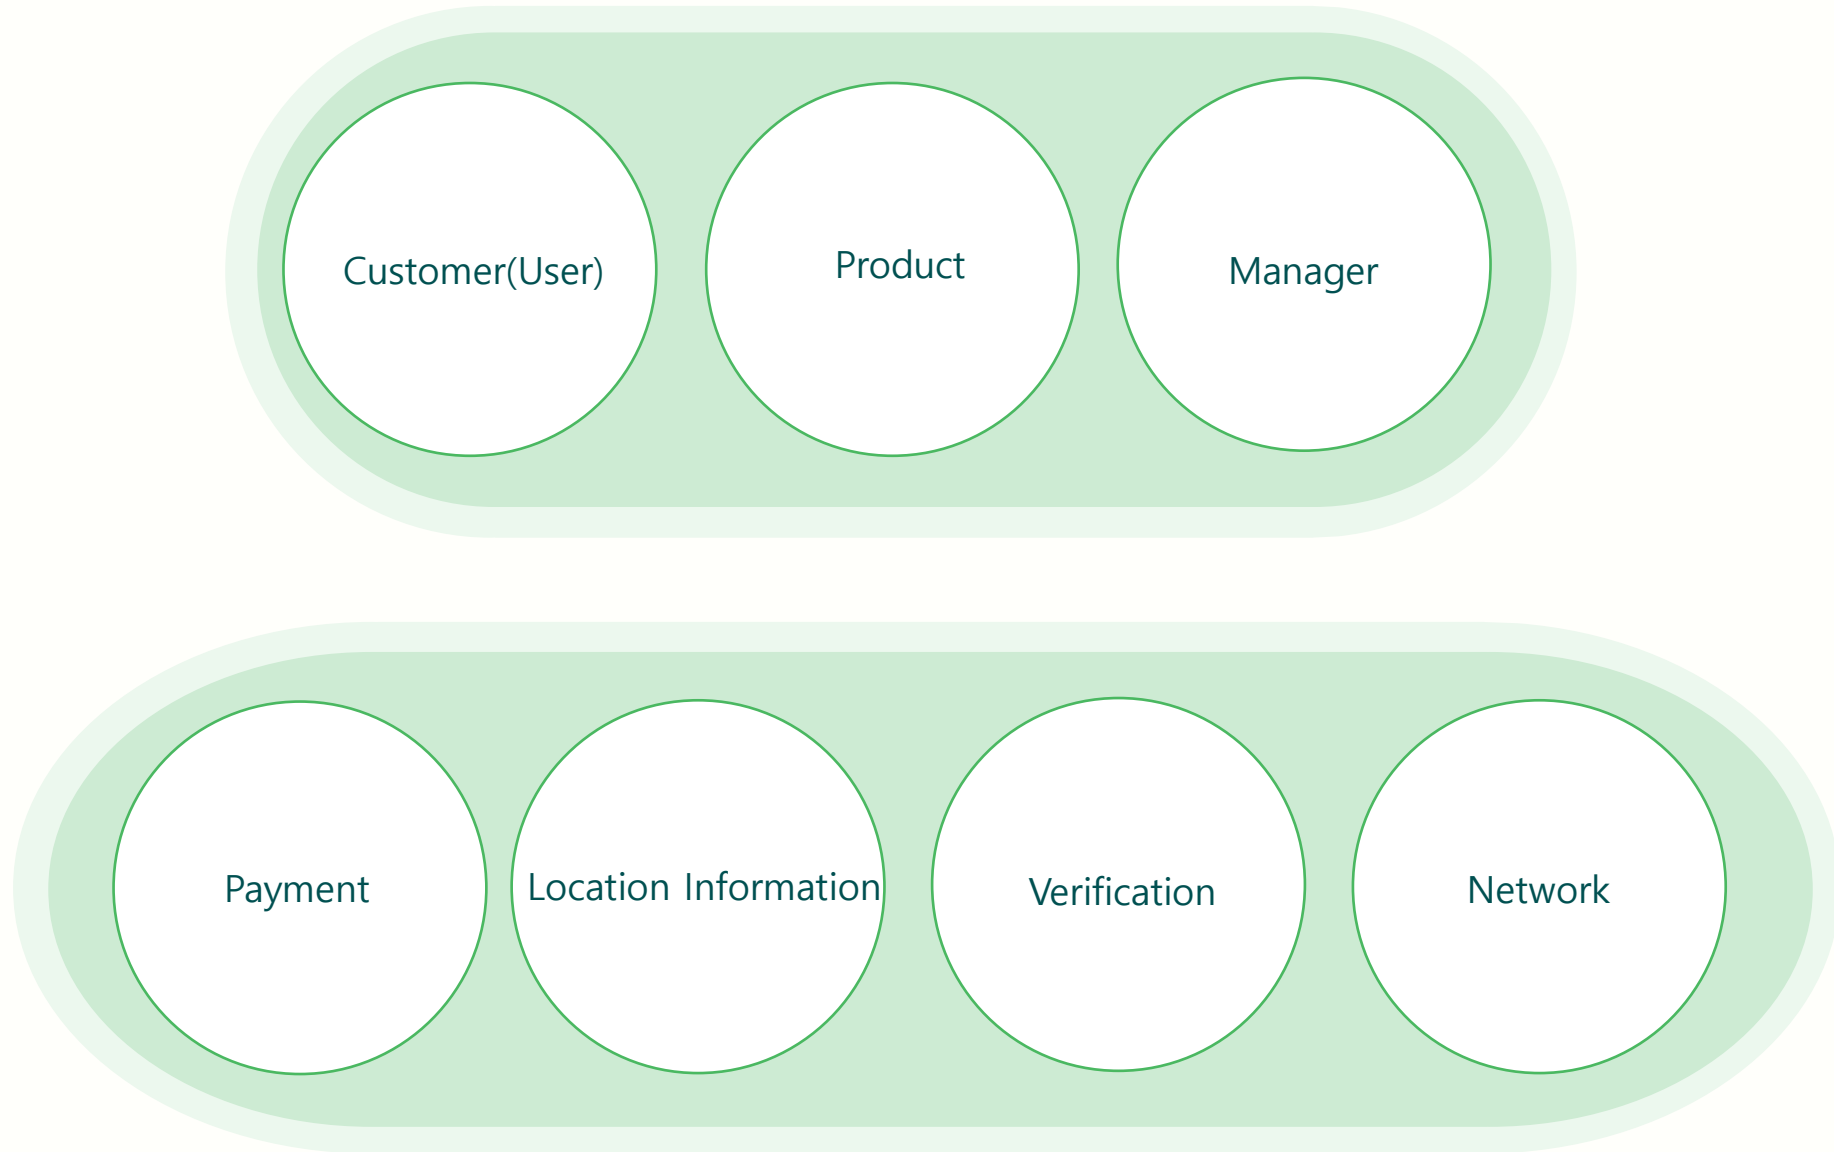 Customer(User)
Product
Manager
Payment
Location Information
Verification
Network